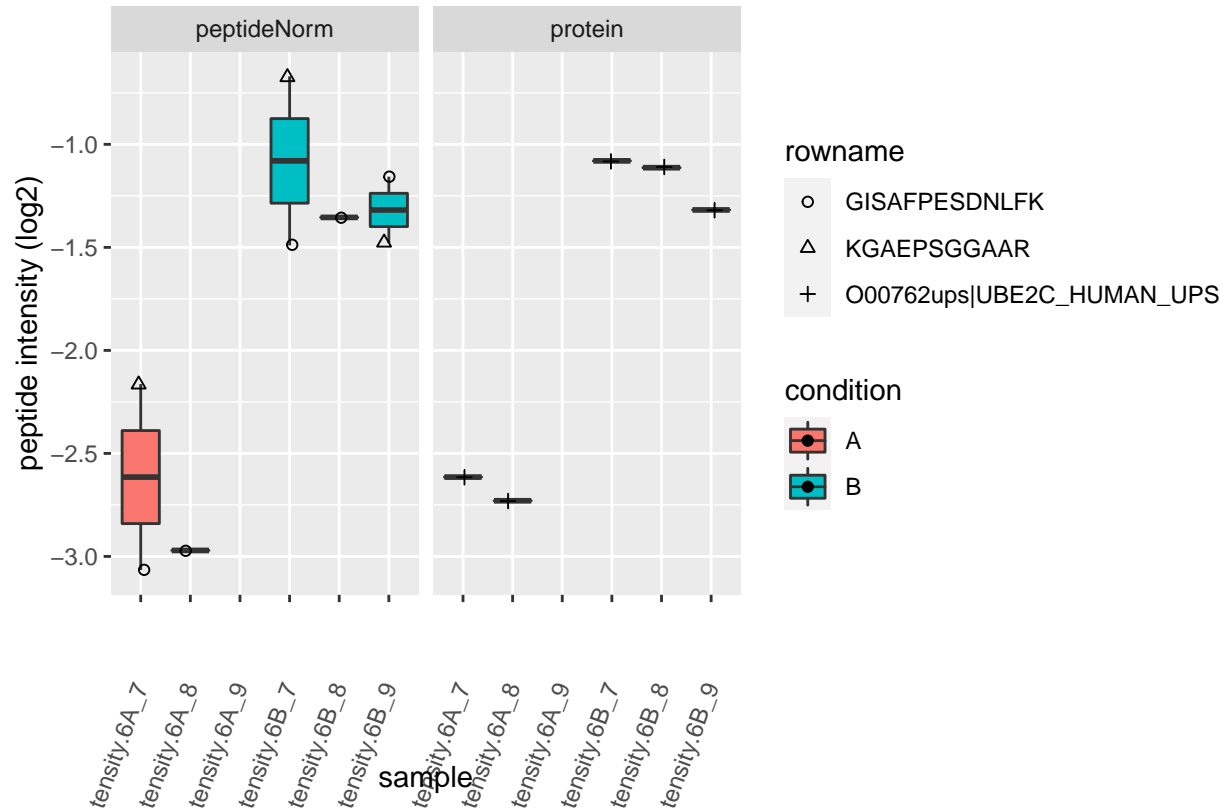 peptideNorm
protein
peptide intensity (log2)
−1.0
−1.5
−2.0
−2.5
−3.0
tensity.6A_7
tensity.6A_8
tensity.6A_9
tensity.6B_7
tensity.6B_8
tensity.6B_9
tensity.6A_7
tensity.6A_8
tensity.6A_9
tensity.6B_7
tensity.6B_8
tensity.6B_9
sample
rowname
GISAFPESDNLFK
KGAEPSGGAAR
O00762ups|UBE2C_HUMAN_UPS
condition
A
B